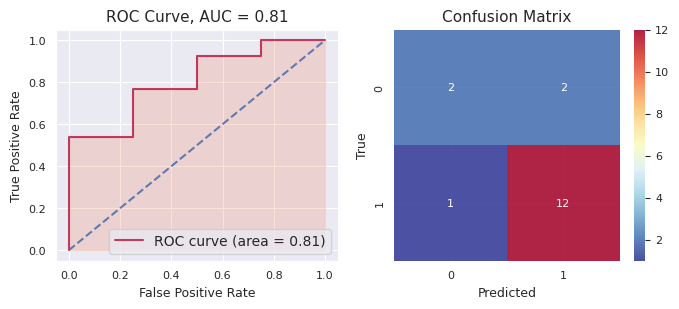 ROC Curve, AUC = 0.81
1.0
0.8
0.6
0.4
0.2
0.0
True Positive Rate
0.0 0.2 0.4 0.6 0.8 1.0
False Positive Rate
ROC curve (area = 0.81)
Confusion Matrix
True
0
1
2 2
1 12
0 1
Predicted
12
10
8
6
4
2